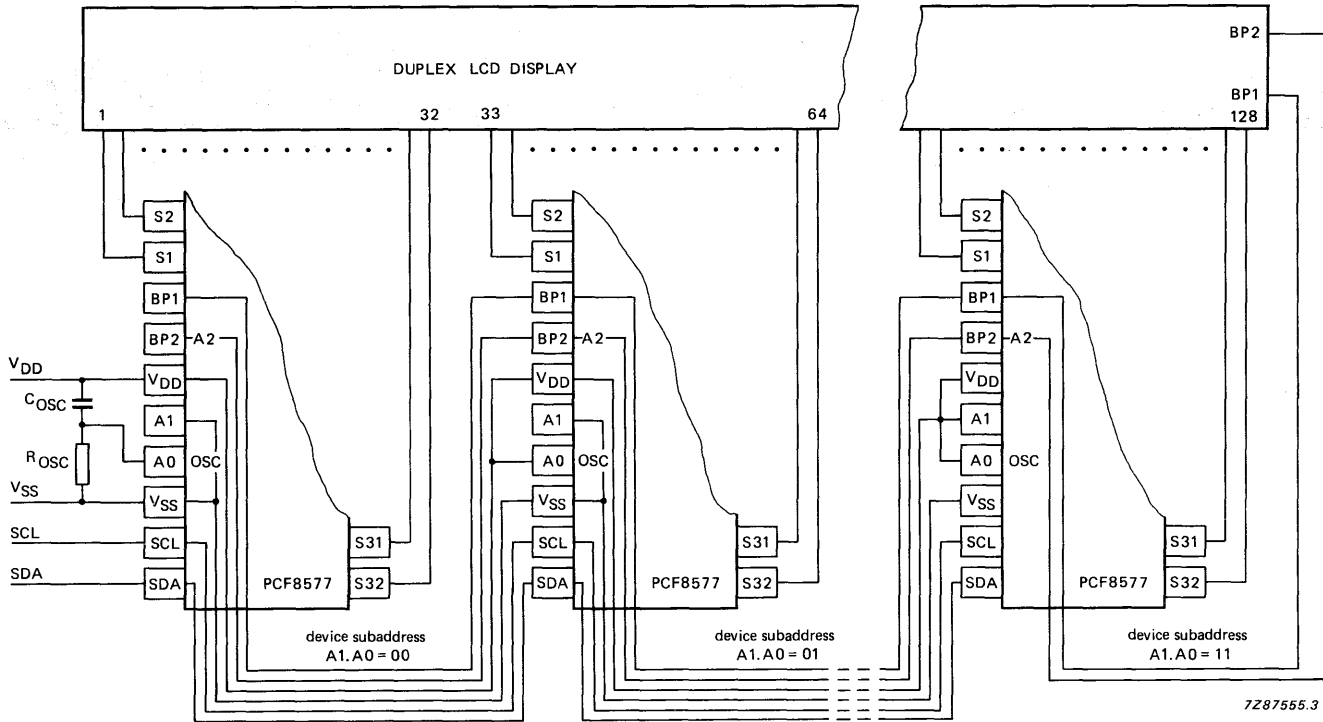 BP2
DUPLEX LCD DISPLAY
BP1
1 32 33 64 128
S2 S2 S2
S1 S1 S1
BP1 BP1 BP1
BP2 A2 BP2 A2 BP2 A2
VDD VDD VDD VDD
COSC
A1 A1 A1
ROSC A0 OSC A0 OSC A0 OSC
VSS VSS VSS VSS
SCL SCL S31 SCL S31 SCL S31
SDA SDA PCF8577 S32 SDA PCF8577 S32 SDA PCF8577 S32
device subaddress device subaddress device subaddress
A1.A0 = 00 A1.A0 = 01 A1.A0 = 11
7Z87555.3